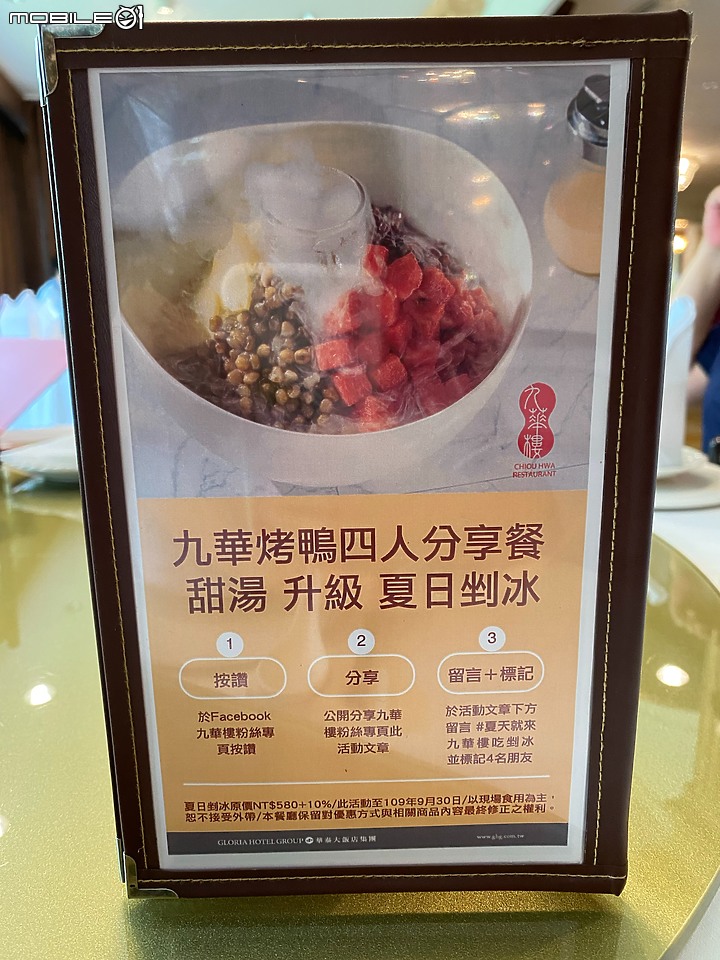 MOBILE01
九華樓
CHIOU HWA
RESTAURANT
九華烤鴨四人分享餐
甜湯 升級 夏日剉冰
1
按讚
於Facebook
九華樓粉絲專
頁按讚
2
分享
公開分享九華
樓粉絲專頁此
活動文章
3
留言+標記
於活動文章下方
留言 #夏天就來
九華樓吃剉冰
並標記4名朋友
夏日剉冰原價NT$580+10%/此活動至109年9月30日/以現場食用為主，
恕不接受外帶/本餐廳保留對優惠方式與相關商品內容最終修正之權利。
GLORIA HOTEL GROUP 華泰大飯店集團
www.ghg.com.tw